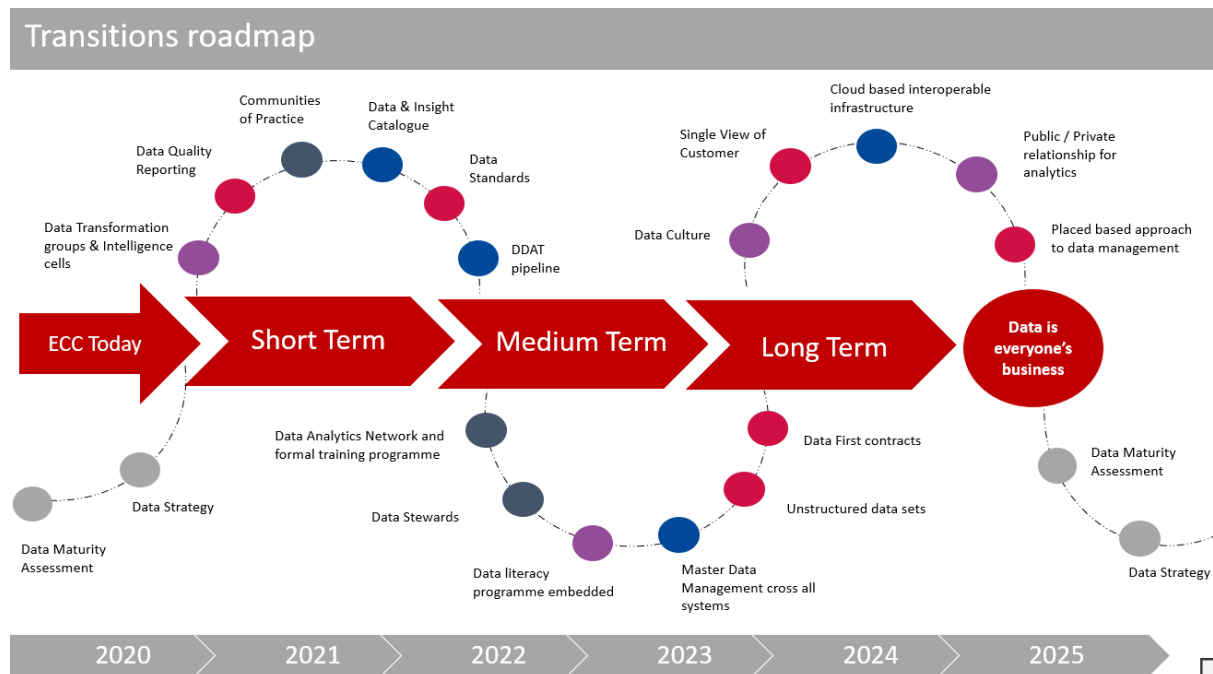 Transitions roadmap
Communities
of Practice
Data & Insight
Catalogue
Data Quality
Reporting
Data
Standards
Data Transformation
groups & Intelligence
cells
DDAT
pipeline
Cloud based interoperable
infrastructure
Single View of
Customer
Public / Private
relationship for
analytics
Data Culture
Placed based approach
to data management
ECC Today
Short Term
Medium Term
Long Term
Data is
everyone's
business
Data Strategy
Data Maturity
Assessment
Data Analytics Network and
formal training programme
Data Stewards
Data literacy
programme embedded
Master Data
Management cross all
systems
Unstructured data sets
Data First contracts
Data Maturity
Assessment
Data Strategy
2020
2021
2022
2023
2024
2025